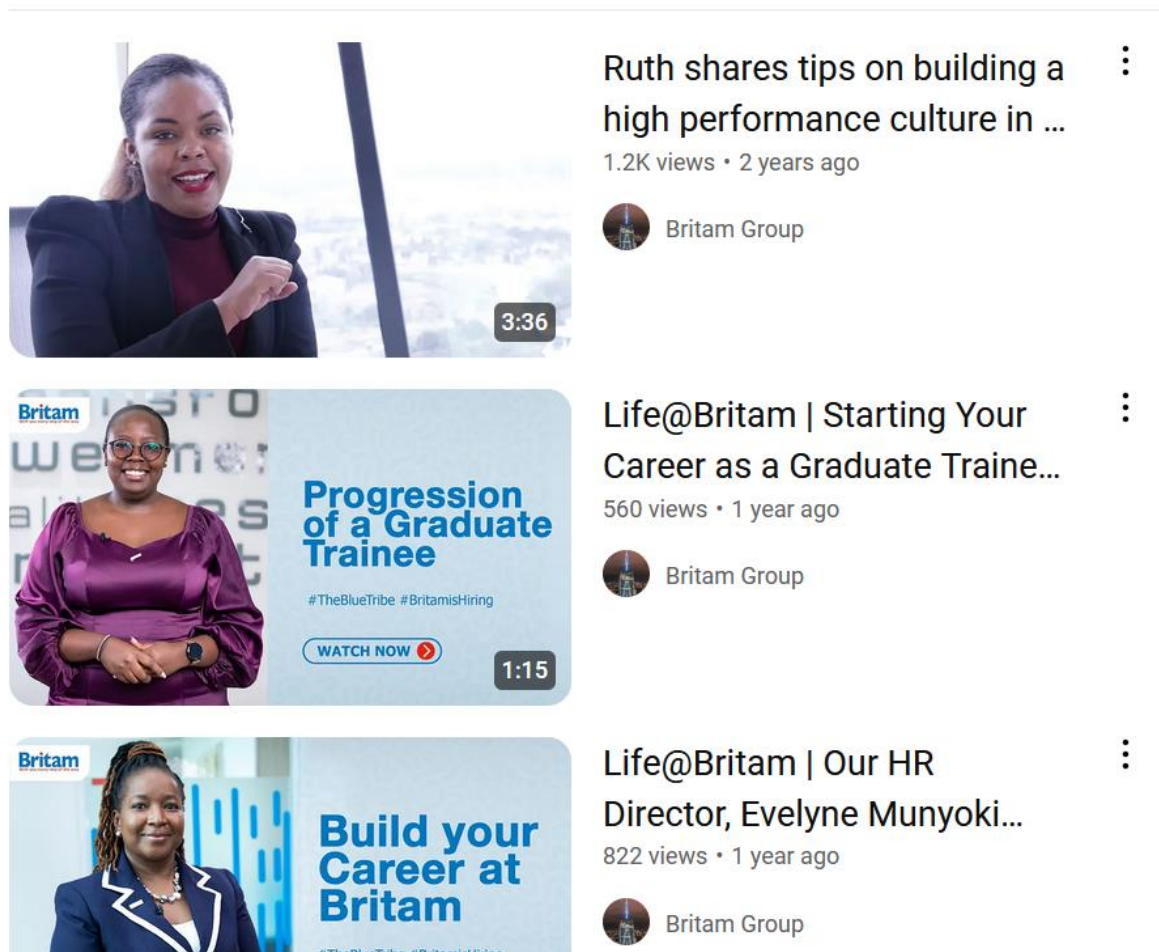 Ruth shares tips on building a
high performance culture in ...
1.2K views • 2 years ago
Britam Group
3:36
Britam
Progression
of a Graduate
Trainee
#TheBlueTribe #BritamisHiring
WATCH NOW
1:15
Life@Britam | Starting Your
Career as a Graduate Traine...
560 views • 1 year ago
Britam Group
Britam
Build your
Career at
Britam
Life@Britam | Our HR
Director, Evelyne Munyoki...
822 views • 1 year ago
Britam Group